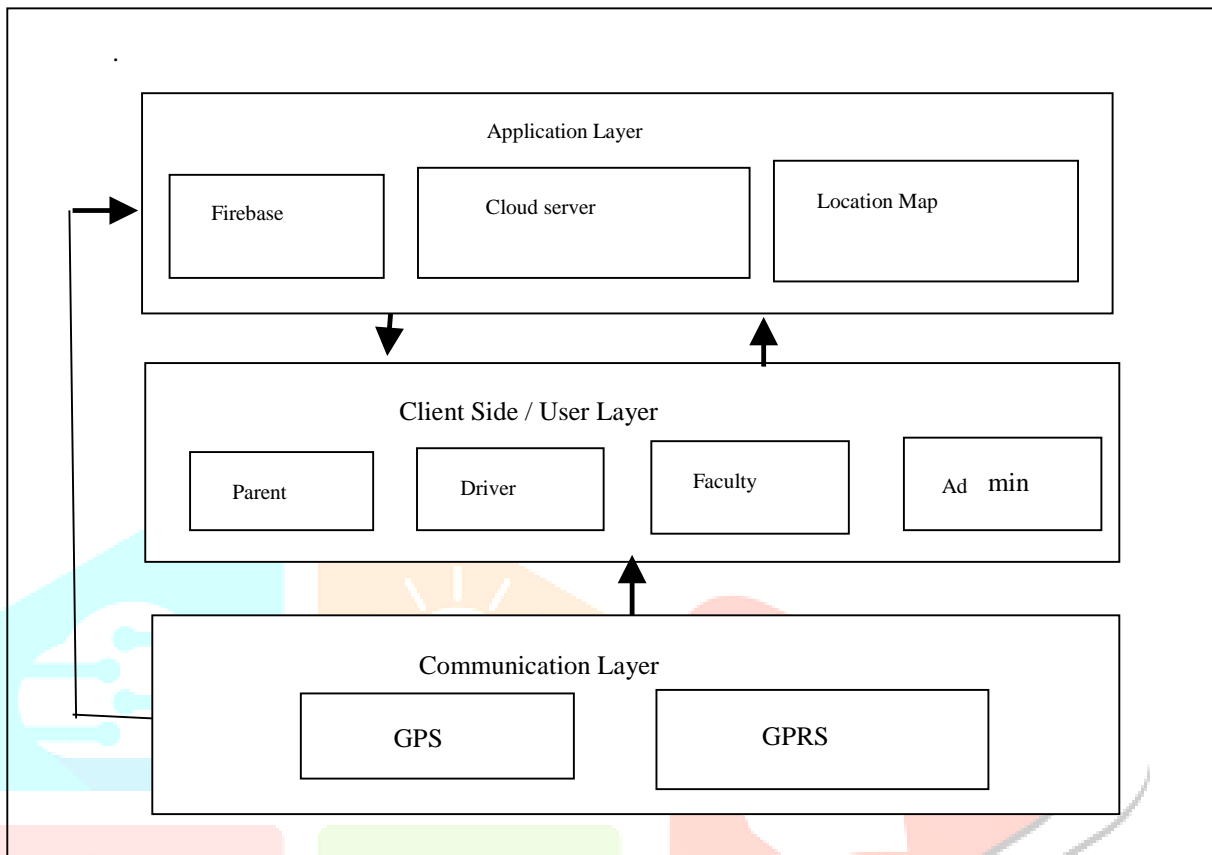 .
Application Layer
Firebase
Cloud server
Location Map
Client Side / User Layer
Parent
Driver
Faculty
Ad min
Communication Layer
GPS
GPRS